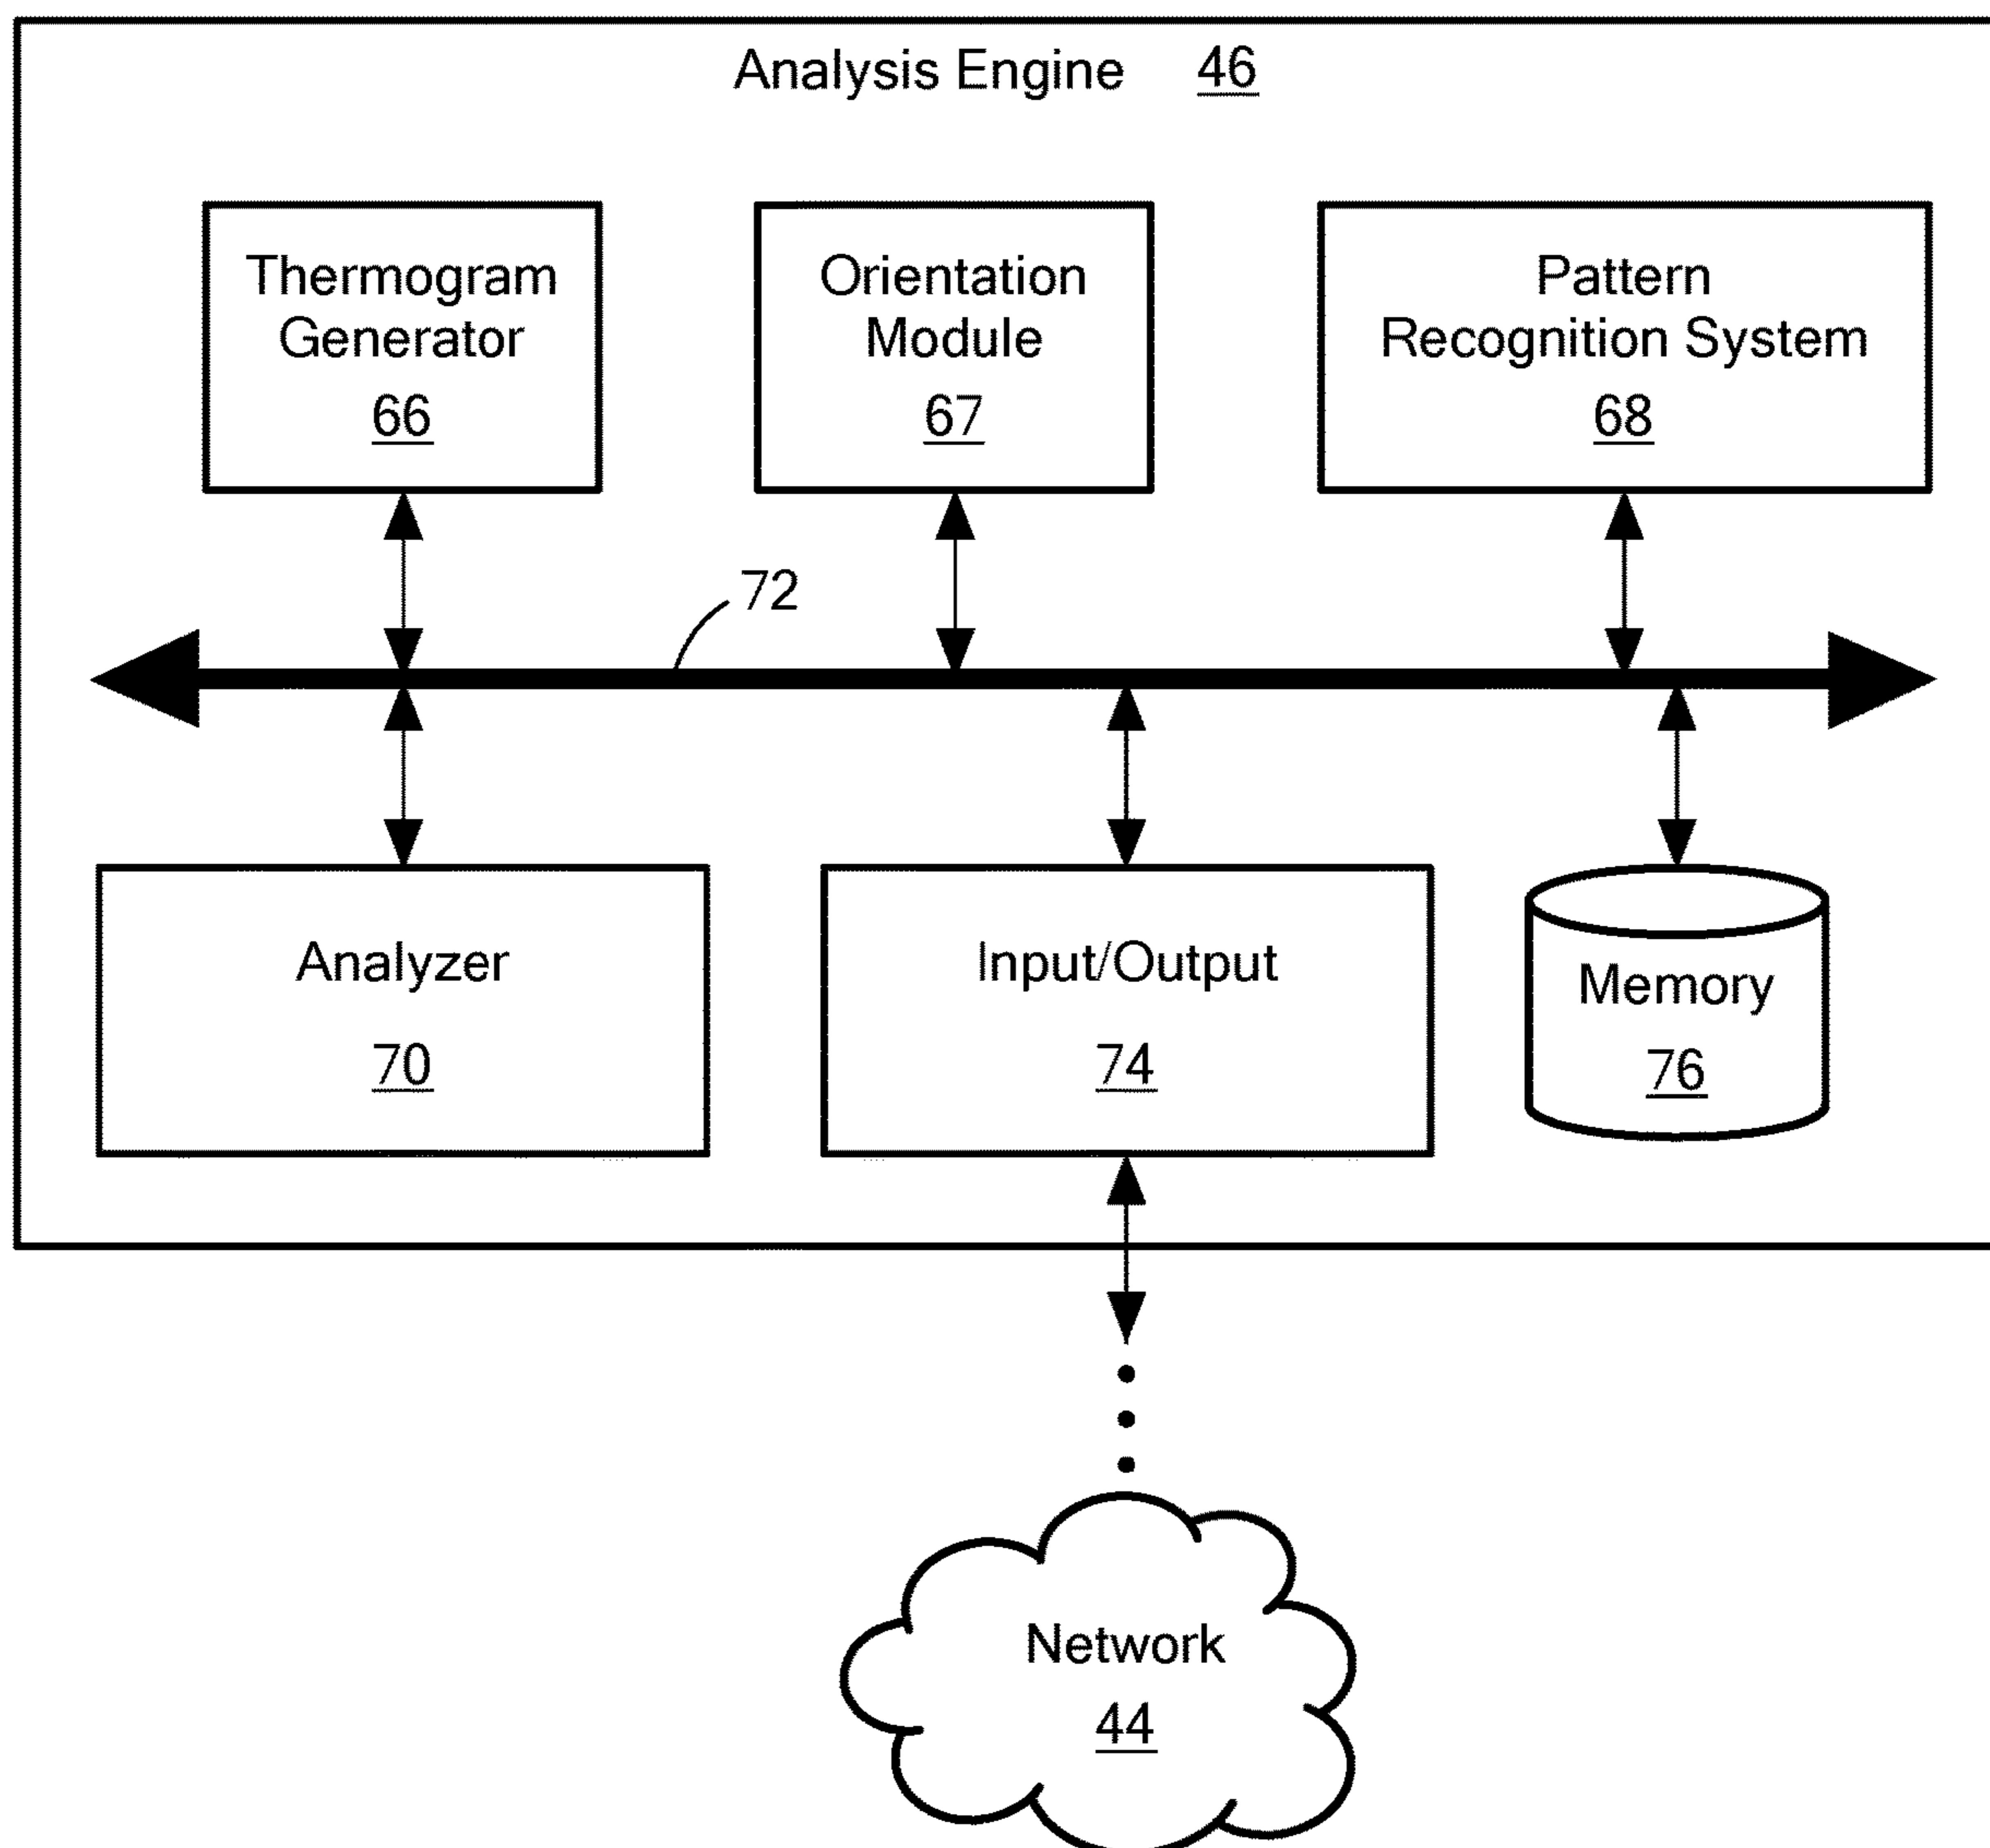 Analysis Engine 46
Thermogram
Generator
66
Orientation
Module
67
Pattern
Recognition System
68
72
Analyzer
70
Input/Output
74
Memory
76
Network
44